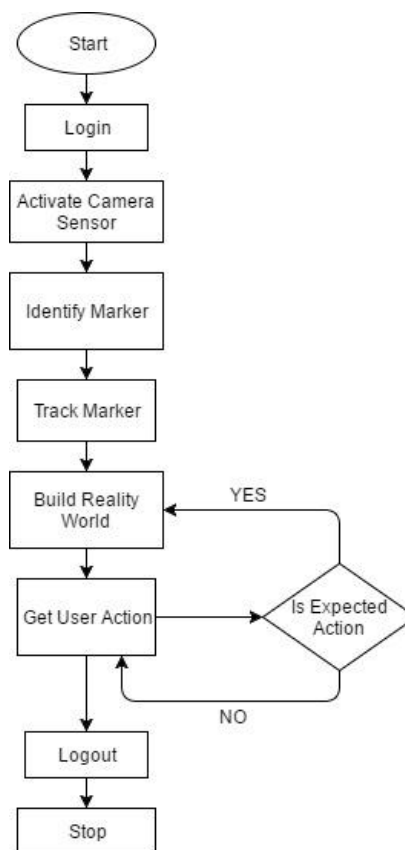 Start
Login
Activate Camera
Sensor
Identify Marker
Track Marker
Build Reality
World
YES
Get User Action
Is Expected
Action
NO
Logout
Stop